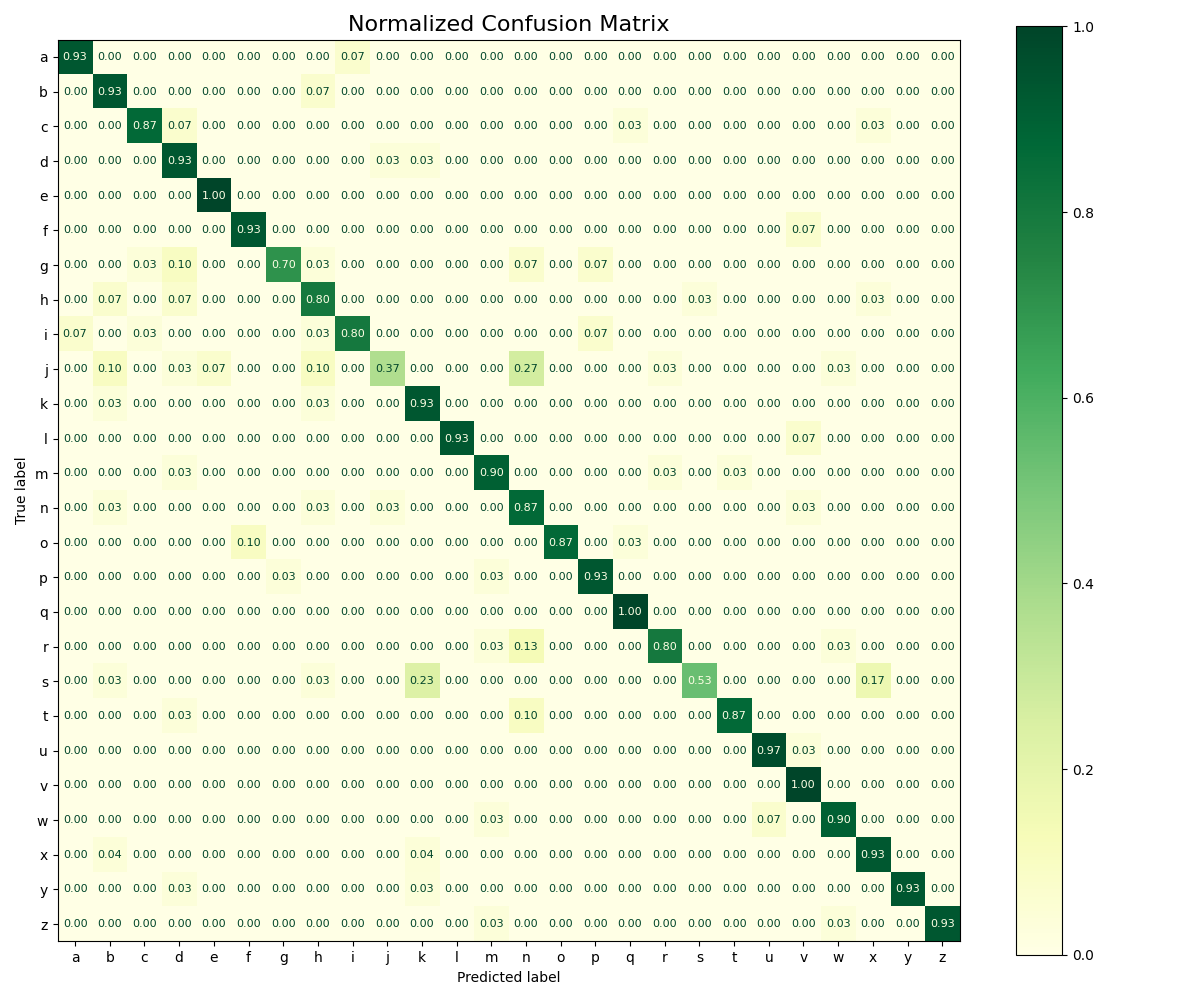 Normalized Confusion Matrix
a 0.93 0.00 0.00 0.00 0.00 0.00 0.00 0.00 0.07 0.00 0.00 0.00 0.00 0.00 0.00 0.00 0.00 0.00 0.00 0.00 0.00 0.00 0.00 0.00 0.00 0.00
b 0.00 0.93 0.00 0.00 0.00 0.00 0.00 0.07 0.00 0.00 0.00 0.00 0.00 0.00 0.00 0.00 0.00 0.00 0.00 0.00 0.00 0.00 0.00 0.00 0.00 0.00
c 0.00 0.00 0.87 0.07 0.00 0.00 0.00 0.00 0.00 0.00 0.00 0.00 0.00 0.00 0.00 0.00 0.03 0.00 0.00 0.00 0.00 0.00 0.00 0.03 0.00 0.00
d 0.00 0.00 0.00 0.93 0.00 0.00 0.00 0.00 0.00 0.03 0.03 0.00 0.00 0.00 0.00 0.00 0.00 0.00 0.00 0.00 0.00 0.00 0.00 0.00 0.00 0.00
e 0.00 0.00 0.00 0.00 1.00 0.00 0.00 0.00 0.00 0.00 0.00 0.00 0.00 0.00 0.00 0.00 0.00 0.00 0.00 0.00 0.00 0.00 0.00 0.00 0.00 0.00
f 0.00 0.00 0.00 0.00 0.00 0.93 0.00 0.00 0.00 0.00 0.00 0.00 0.00 0.00 0.00 0.00 0.00 0.00 0.00 0.00 0.00 0.07 0.00 0.00 0.00 0.00
g 0.00 0.00 0.03 0.10 0.00 0.00 0.70 0.03 0.00 0.00 0.00 0.00 0.00 0.07 0.00 0.07 0.00 0.00 0.00 0.00 0.00 0.00 0.00 0.00 0.00 0.00
h 0.00 0.07 0.00 0.07 0.00 0.00 0.00 0.80 0.00 0.00 0.00 0.00 0.00 0.00 0.00 0.00 0.00 0.00 0.03 0.00 0.00 0.00 0.00 0.03 0.00 0.00
i 0.07 0.00 0.03 0.00 0.00 0.00 0.00 0.03 0.80 0.00 0.00 0.00 0.00 0.00 0.00 0.07 0.00 0.00 0.00 0.00 0.00 0.00 0.00 0.00 0.00 0.00
j 0.00 0.10 0.00 0.03 0.07 0.00 0.00 0.10 0.00 0.37 0.00 0.00 0.00 0.27 0.00 0.00 0.00 0.03 0.00 0.00 0.00 0.00 0.03 0.00 0.00 0.00
k 0.00 0.03 0.00 0.00 0.00 0.00 0.00 0.03 0.00 0.00 0.93 0.00 0.00 0.00 0.00 0.00 0.00 0.00 0.00 0.00 0.00 0.00 0.00 0.00 0.00 0.00
l 0.00 0.00 0.00 0.00 0.00 0.00 0.00 0.00 0.00 0.00 0.00 0.93 0.00 0.00 0.00 0.00 0.00 0.00 0.00 0.00 0.00 0.07 0.00 0.00 0.00 0.00
m 0.00 0.00 0.00 0.03 0.00 0.00 0.00 0.00 0.00 0.00 0.00 0.00 0.90 0.00 0.00 0.00 0.00 0.03 0.00 0.03 0.00 0.00 0.00 0.00 0.00 0.00
n 0.00 0.03 0.00 0.00 0.00 0.00 0.00 0.03 0.00 0.03 0.00 0.00 0.00 0.87 0.00 0.00 0.00 0.00 0.00 0.00 0.00 0.03 0.00 0.00 0.00 0.00
o 0.00 0.00 0.00 0.00 0.00 0.10 0.00 0.00 0.00 0.00 0.00 0.00 0.00 0.00 0.87 0.00 0.03 0.00 0.00 0.00 0.00 0.00 0.00 0.00 0.00 0.00
p 0.00 0.00 0.00 0.00 0.00 0.00 0.03 0.00 0.00 0.00 0.00 0.00 0.03 0.00 0.00 0.93 0.00 0.00 0.00 0.00 0.00 0.00 0.00 0.00 0.00 0.00
q 0.00 0.00 0.00 0.00 0.00 0.00 0.00 0.00 0.00 0.00 0.00 0.00 0.00 0.00 0.00 0.00 1.00 0.00 0.00 0.00 0.00 0.00 0.00 0.00 0.00 0.00
r 0.00 0.00 0.00 0.00 0.00 0.00 0.00 0.00 0.00 0.00 0.00 0.00 0.03 0.13 0.00 0.00 0.00 0.80 0.00 0.00 0.00 0.00 0.03 0.00 0.00 0.00
s 0.00 0.03 0.00 0.00 0.00 0.00 0.00 0.03 0.00 0.00 0.23 0.00 0.00 0.00 0.00 0.00 0.00 0.00 0.53 0.00 0.00 0.00 0.00 0.17 0.00 0.00
t 0.00 0.00 0.00 0.03 0.00 0.00 0.00 0.00 0.00 0.00 0.00 0.00 0.00 0.10 0.00 0.00 0.00 0.00 0.00 0.87 0.00 0.00 0.00 0.00 0.00 0.00
u 0.00 0.00 0.00 0.00 0.00 0.00 0.00 0.00 0.00 0.00 0.00 0.00 0.00 0.00 0.00 0.00 0.00 0.00 0.00 0.00 0.97 0.03 0.00 0.00 0.00 0.00
v 0.00 0.00 0.00 0.00 0.00 0.00 0.00 0.00 0.00 0.00 0.00 0.00 0.00 0.00 0.00 0.00 0.00 0.00 0.00 0.00 0.00 1.00 0.00 0.00 0.00 0.00
w 0.00 0.00 0.00 0.00 0.00 0.00 0.00 0.00 0.00 0.00 0.00 0.00 0.03 0.00 0.00 0.00 0.00 0.00 0.00 0.00 0.07 0.00 0.90 0.00 0.00 0.00
x 0.00 0.04 0.00 0.00 0.00 0.00 0.00 0.00 0.00 0.00 0.04 0.00 0.00 0.00 0.00 0.00 0.00 0.00 0.00 0.00 0.00 0.00 0.00 0.93 0.00 0.00
y 0.00 0.00 0.00 0.03 0.00 0.00 0.00 0.00 0.00 0.00 0.03 0.00 0.00 0.00 0.00 0.00 0.00 0.00 0.00 0.00 0.00 0.00 0.00 0.00 0.93 0.00
z 0.00 0.00 0.00 0.00 0.00 0.00 0.00 0.00 0.00 0.00 0.00 0.00 0.03 0.00 0.00 0.00 0.00 0.00 0.00 0.00 0.00 0.00 0.03 0.00 0.00 0.93
a b c d e f g h i j k l m n o p q r s t u v w x y z
Predicted label
True label
1.0
0.8
0.6
0.4
0.2
0.0